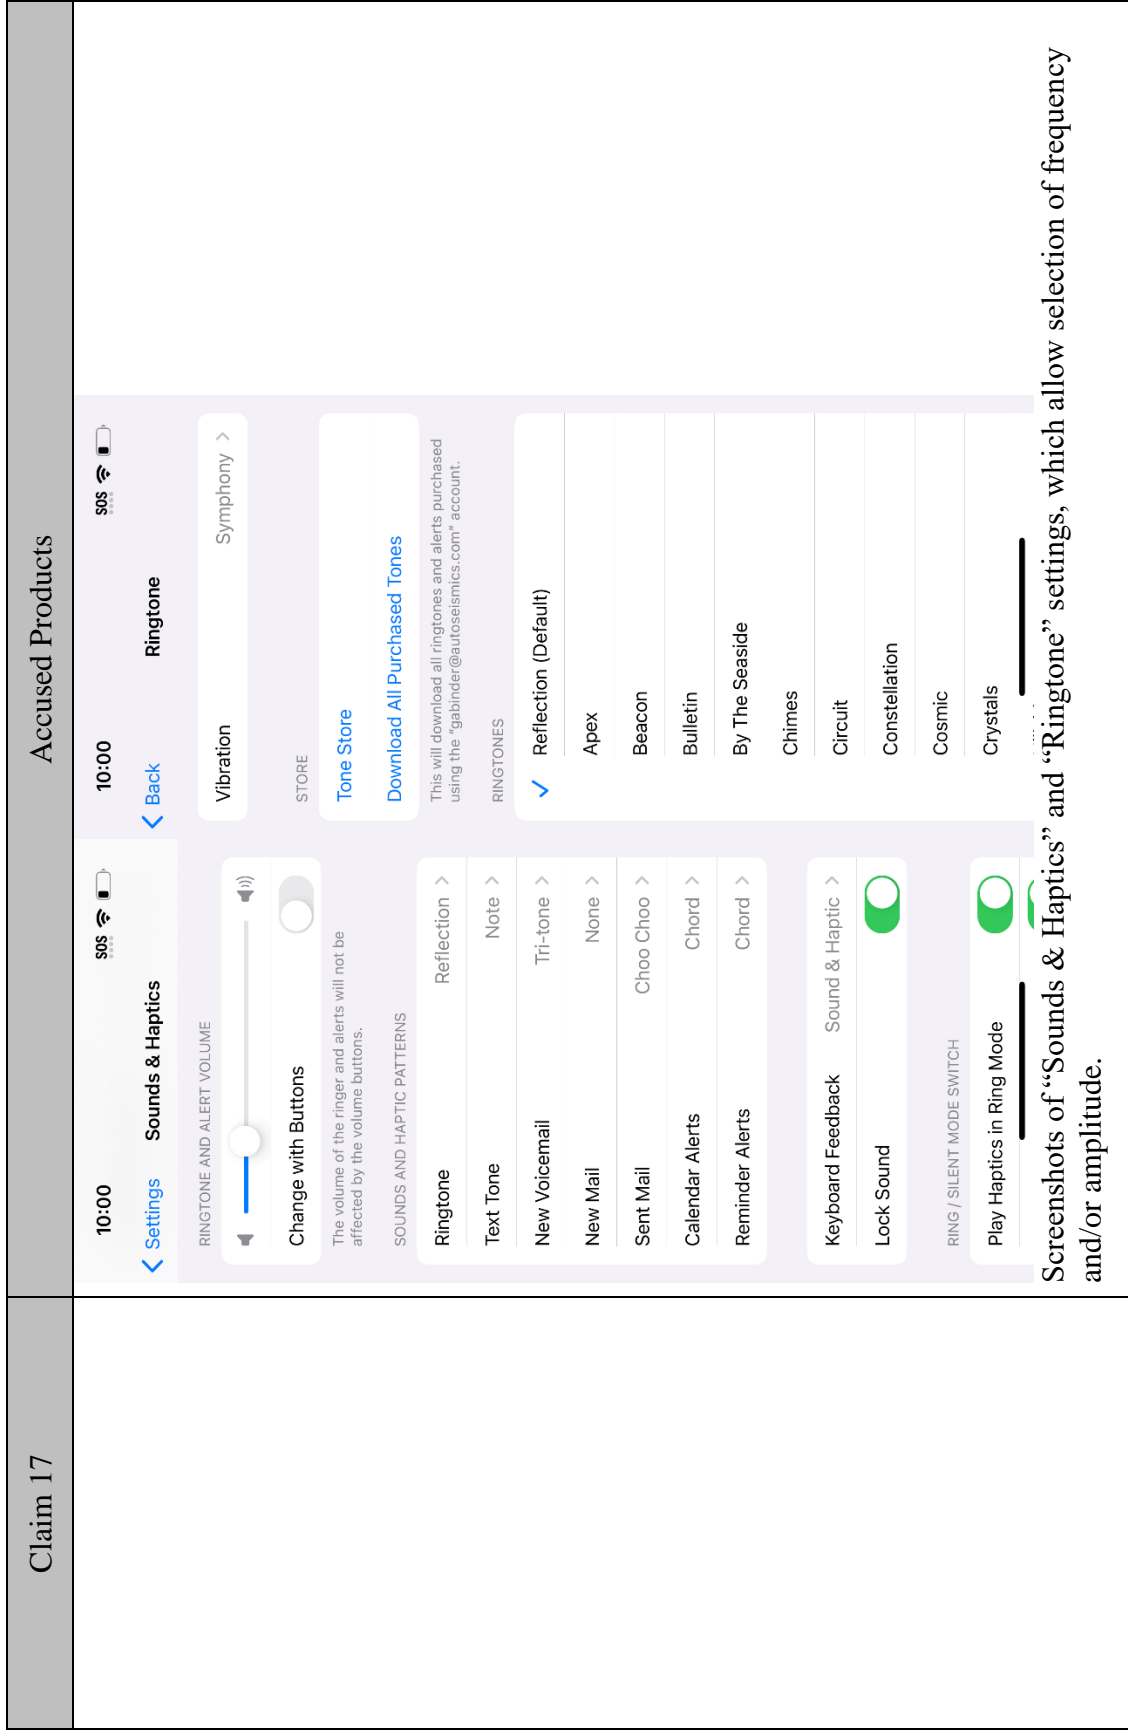 Claim 17
Accused Products
10:00
SOS
Settings
Sounds & Haptics
RINGTONE AND ALERT VOLUME
Change with Buttons
The volume of the ringer and alerts will not be
affected by the volume buttons.
SOUNDS AND HAPTIC PATTERNS
Ringtone Reflection
Text Tone Note
New Voicemail Tri-tone
New Mail None
Sent Mail Choo Choo
Calendar Alerts Chord
Reminder Alerts Chord
Keyboard Feedback Sound & Haptic
Lock Sound
RING / SILENT MODE SWITCH
Play Haptics in Ring Mode
10:00
SOS
Back
Ringtone
Vibration Symphony
STORE
Tone Store
Download All Purchased Tones
This will download all ringtones and alerts purchased
using the "gabinder@autoseismics.com" account.
RINGTONES
Reflection (Default)
Apex
Beacon
Bulletin
By The Seaside
Chimes
Circuit
Constellation
Cosmic
Crystals
Screenshots of “Sounds & Haptics” and “Ringtone” settings, which allow selection of frequency
and/or amplitude.